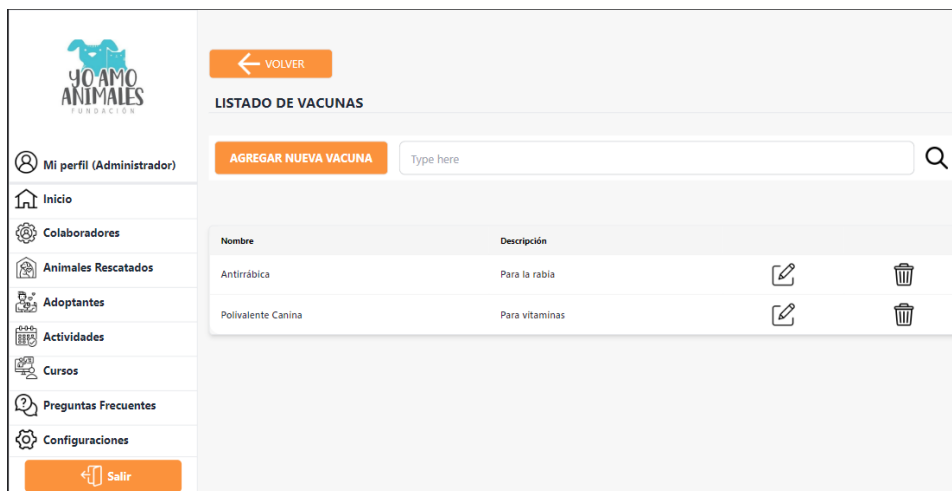 YO AMO
ANIMALES
FUNDACIÓN
Mi perfil (Administrador)
Inicio
Colaboradores
Animales Rescatados
Adoptantes
Actividades
Cursos
Preguntas Frecuentes
Configuraciones
Salir
VOLVER
LISTADO DE VACUNAS
AGREGAR NUEVA VACUNA Type here
Nombre Descripción
Antirrábica Para la rabia
Polivalente Canina Para vitaminas